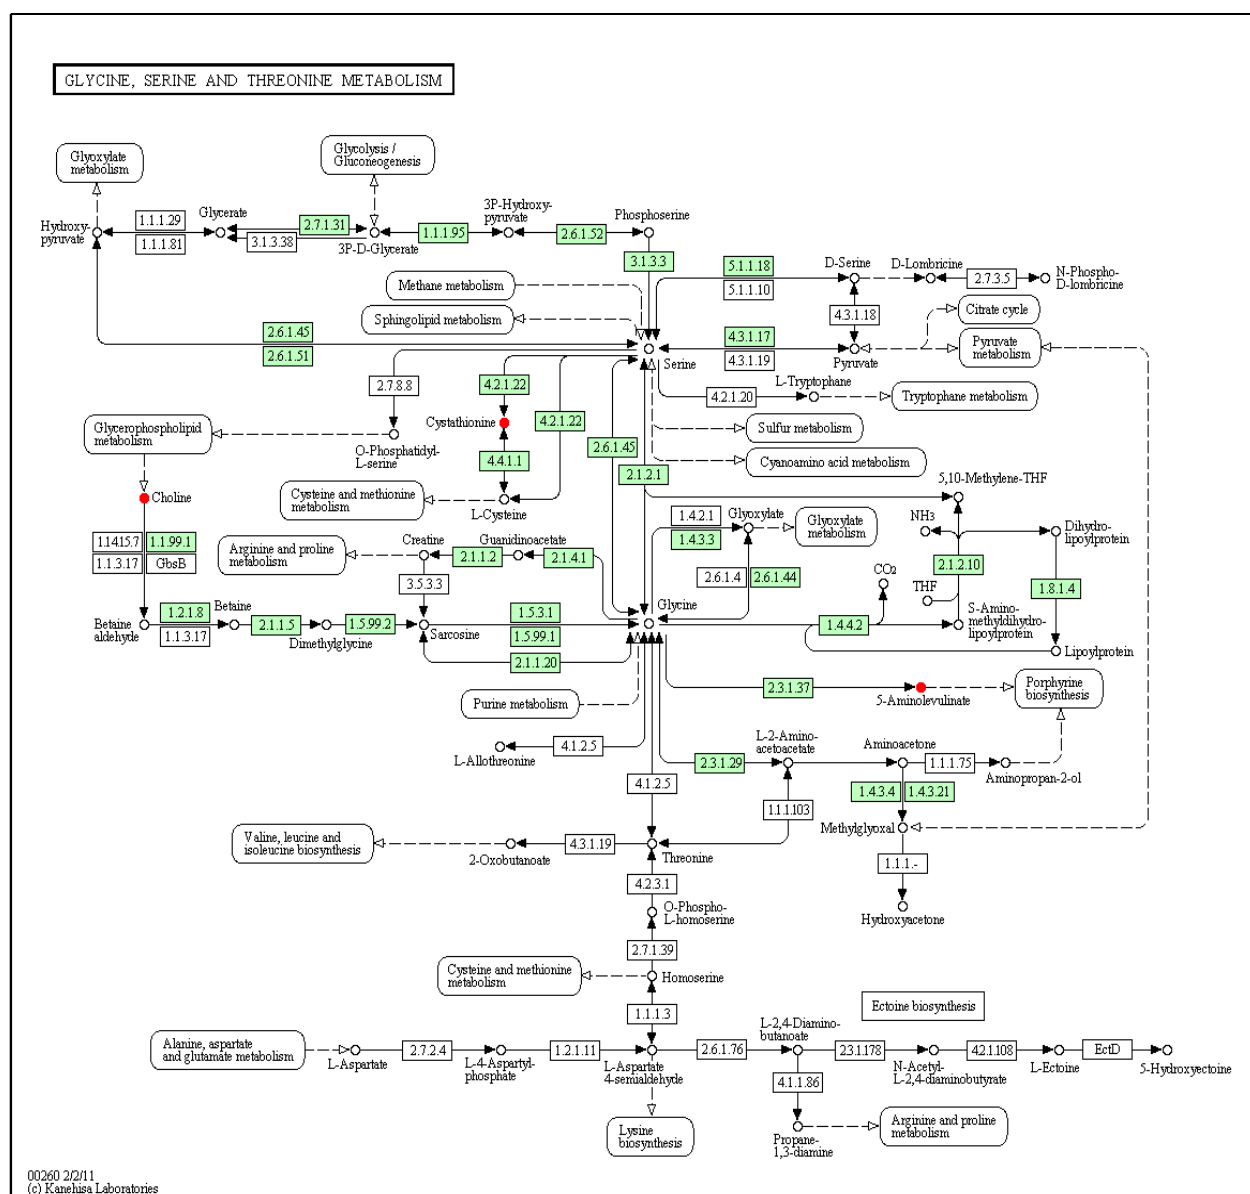 GLYCINE, SERINE AND THREONINE METABOLISM
Glyoxylate
metabolism
Glycolysis /
Gluconeogenesis
Hydroxy-
pyruvate
1.1.1.29
1.1.1.81
Glycerate
2.7.1.31
3.1.3.38
3P-D-Glycerate
1.1.1.95
3P-Hydroxy-
pyruvate
2.6.1.52
Phosphoserine
3.1.3.3
Methane metabolism
Sphingolipid metabolism
5.1.1.18
5.1.1.10
D-Serine
D-Lombricine
2.7.3.5
N-Phospho-
D-lombricine
4.3.1.18
Citrate cycle
2.6.1.45
2.6.1.51
Serine
4.3.1.17
4.3.1.19
Pyruvate
Pyruvate
metabolism
2.7.8.8
4.2.1.22
4.2.1.20
L-Tryptophane
Tryptophane metabolism
Glycerophospholipid
metabolism
O-Phosphatidyl-
L-serine
Cystathionine
4.2.1.22
2.6.1.45
Sulfur metabolism
4.4.1.1
2.1.2.1
Cyanoamino acid metabolism
Choline
Cysteine and methionine
metabolism
L-Cysteine
5,10-Methylene-THF
1.14.15.7
1.1.99.1
1.1.3.17
GbsB
Arginine and proline
metabolism
Creatine
2.1.1.2
Guanidinoacetate
2.1.4.1
1.4.2.1
1.4.3.3
Glyoxylate
Glyoxylate
metabolism
NH3
Dihydro-
lipoylprotein
3.5.3.3
2.6.1.4
2.6.1.44
CO2
2.1.2.10
THF
1.8.1.4
Betaine
aldehyde
1.2.1.8
1.1.3.17
Betaine
2.1.1.5
Dimethylglycine
1.5.99.2
Sarcosine
1.5.3.1
1.5.99.1
2.1.1.20
Glycine
1.4.4.2
S-Amino-
methyldihydro-
lipoylprotein
Lipoylprotein
Purine metabolism
2.3.1.37
5-Aminolevulinate
Porphyrine
biosynthesis
L-Allothreonine
4.1.2.5
4.1.2.5
2.3.1.29
L-2-Amino-
acetoacetate
Aminoacetone
1.1.1.75
Aminopropan-2-ol
1.1.1.103
1.4.3.4
1.4.3.21
Methylglyoxal
Valine, leucine and
isoleucine biosynthesis
2-Oxobutanoate
4.3.1.19
Threonine
1.1.1.-
4.2.3.1
Hydroxyacetone
O-Phospho-
L-homoserine
2.7.1.39
Cysteine and methionine
metabolism
Homoserine
1.1.1.3
Ectoine biosynthesis
Alanine, aspartate
and glutamate metabolism
L-Aspartate
2.7.2.4
L-4-Aspartyl-
phosphate
1.2.1.11
L-Aspartate
4-semialdehyde
2.6.1.76
L-2,4-Diamino-
butanoate
2.3.1.178
N-Acetyl-
L-2,4-diaminobutyrate
4.2.1.108
L-Ectoine
EctD
5-Hydroxyectoine
4.1.1.86
Lysine
biosynthesis
Propane-
1,3-diamine
Arginine and proline
metabolism
00260 2/2/11
(c) Kanehisa Laboratories